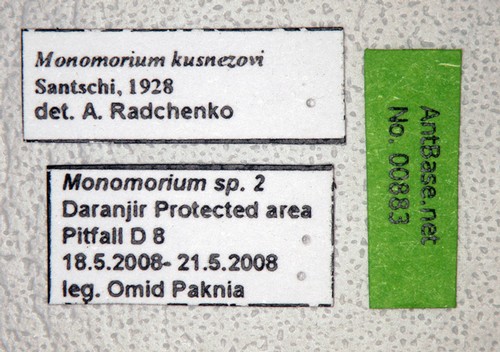 Monomorium kusnezovi
Santschi, 1928
det. A. Radchenko
Monomorium sp. 2
Daranjir Protected area
Pitfall D 8
18.5.2008- 21.5.2008
leg. Omid Paknia
AntBase.net
No. 00883